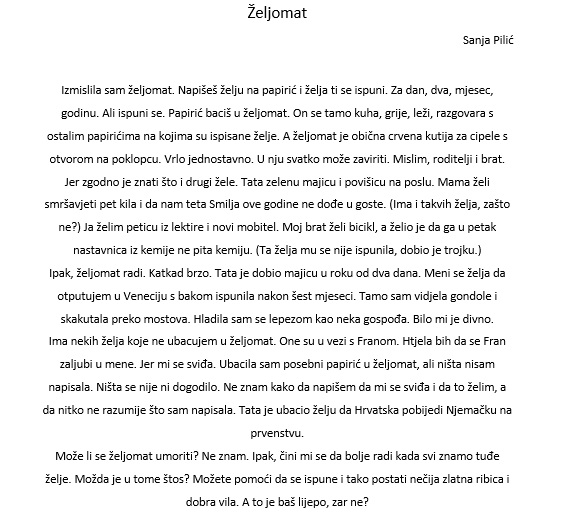 Željomat
Sanja Pilić
Izmislila sam željomat. Napišeš želju na papirić i želja ti se ispuni. Za dan, dva, mjesec,
godinu. Ali ispuni se. Papirić baciš u željomat. On se tamo kuha, grije, leži, razgovara s
ostalim papirićima na kojima su ispisane želje. A željomat je obična crvena kutija za cipele s
otvorom na poklopcu. Vrlo jednostavno. U nju svatko može zaviriti. Mislim, roditelji i brat.
Jer zgodno je znati što i drugi žele. Tata zelenu majicu i povišicu na poslu. Mama želi
smršavjeti pet kila i da nam teta Smilja ove godine ne dođe u goste. (Ima i takvih želja, zašto
ne?) Ja želim peticu iz lektire i novi mobitel. Moj brat želi bicikl, a želio je da ga u petak
nastavnica iz kemije ne pita kemiju. (Ta želja mu se nije ispunila, dobio je trojku.)
Ipak, željomat radi. Katkad brzo. Tata je dobio majicu u roku od dva dana. Meni se želja da
otputujem u Veneciju s bakom ispunila nakon šest mjeseci. Tamo sam vidjela gondole i
skakutala preko mostova. Hladila sam se lepezom kao neka gospođa. Bilo mi je divno.
Ima nekih želja koje ne ubacujem u željomat. One su u vezi s Franom. Htjela bih da se Fran
zaljubi u mene. Jer mi se sviđa. Ubacila sam posebni papirić u željomat, ali ništa nisam
napisala. Ništa se nije ni dogodilo. Ne znam kako da napišem da mi se sviđa i da to želim, a
da nitko ne razumije što sam napisala. Tata je ubacio želju da Hrvatska pobijedi Njemačku na
prvenstvu.
Može li se željomat umoriti? Ne znam. Ipak, čini mi se da bolje radi kada svi znamo tuđe
želje. Možda je u tome štos? Možete pomoći da se ispune i tako postati nečija zlatna ribica i
dobra vila. A to je baš lijepo, zar ne?